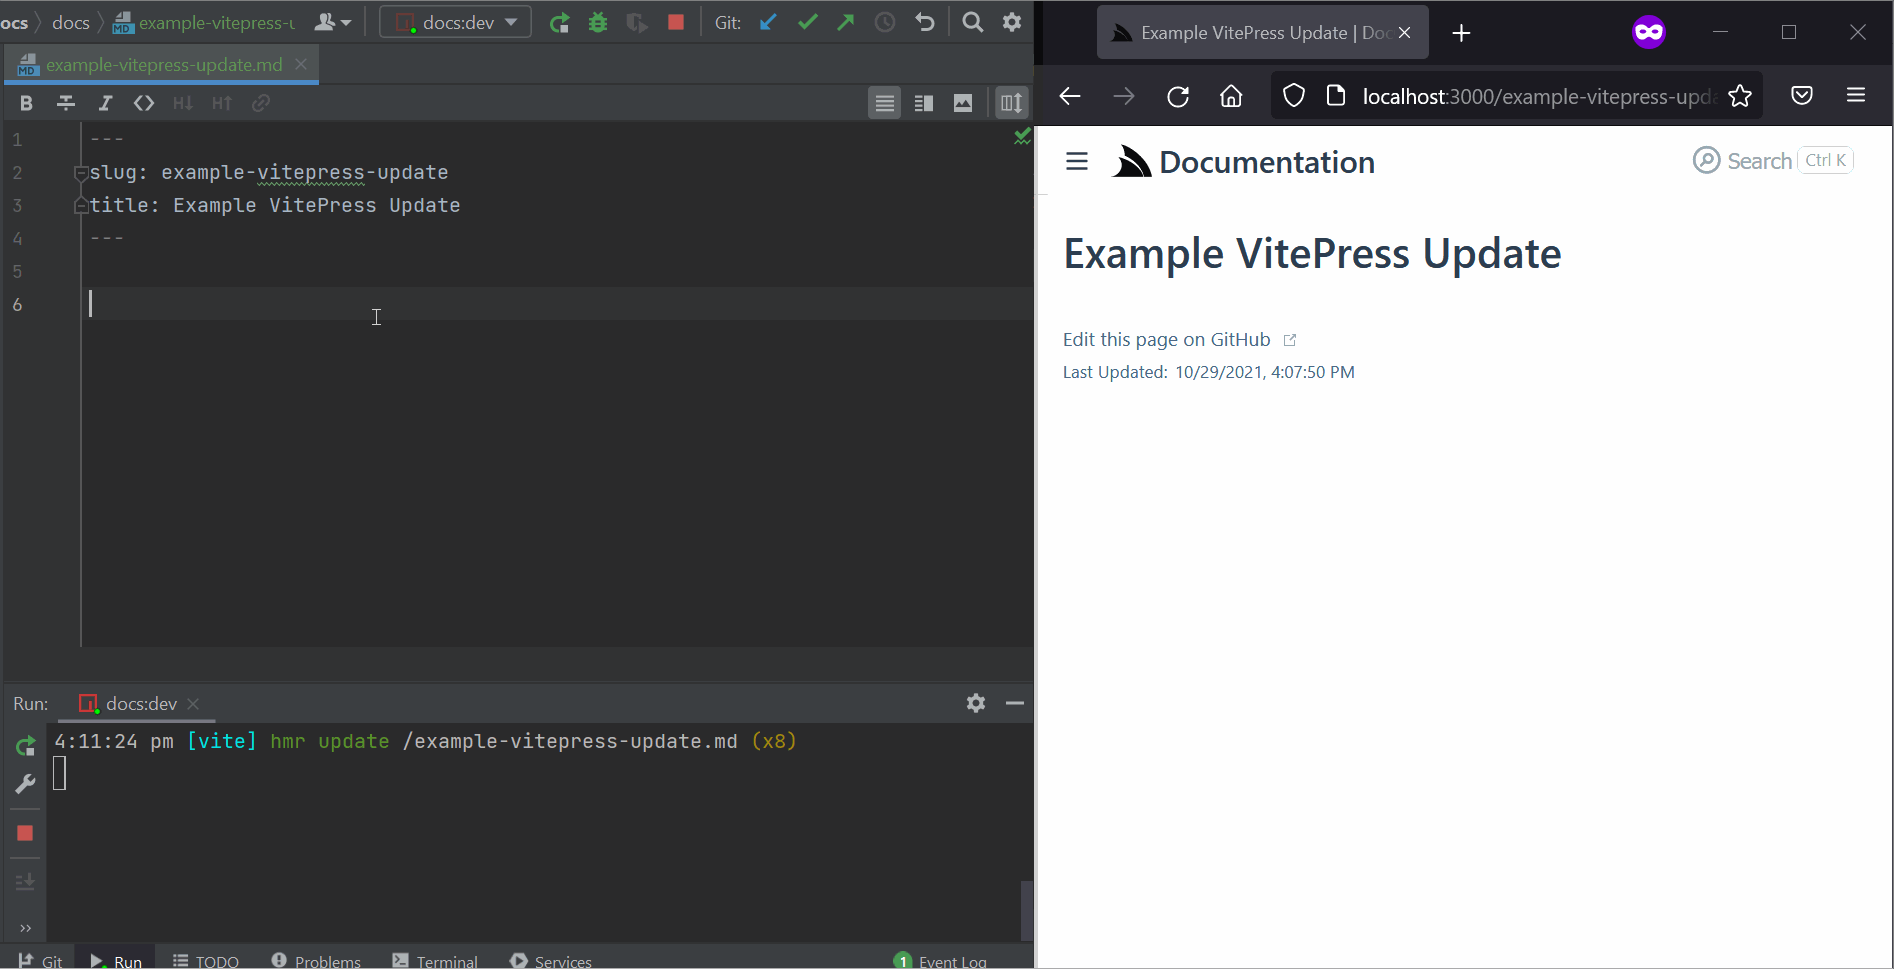 ocs docs example-vitepress-u docs:dev Git:
example-vitepress-update.md
1 ---
2 slug: example-vitepress-update
3 title: Example VitePress Update
4 ---
5
6
Run: docs:dev
4:11:24 pm [vite] hmr update /example-vitepress-update.md (x8)
Git Run TODO Problems Terminal Services 1 Event Log
Example VitePress Update | Doc
localhost:3000/example-vitepress-upda
Documentation
Search Ctrl K
Example VitePress Update
Edit this page on GitHub
Last Updated: 10/29/2021, 4:07:50 PM